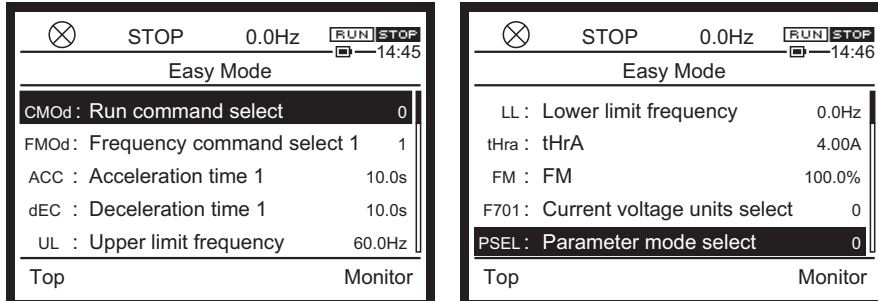 STOP 0.0Hz RUN STOP
14:45
Easy Mode
CMOd : Run command select 0
FMOd : Frequency command select 1 1
ACC : Acceleration time 1 10.0s
dEC : Deceleration time 1 10.0s
UL : Upper limit frequency 60.0Hz
Top Monitor
STOP 0.0Hz RUN STOP
14:46
Easy Mode
LL : Lower limit frequency 0.0Hz
tHra : tHrA 4.00A
FM : FM 100.0%
F701 : Current voltage units select 0
PSEL : Parameter mode select 0
Top Monitor